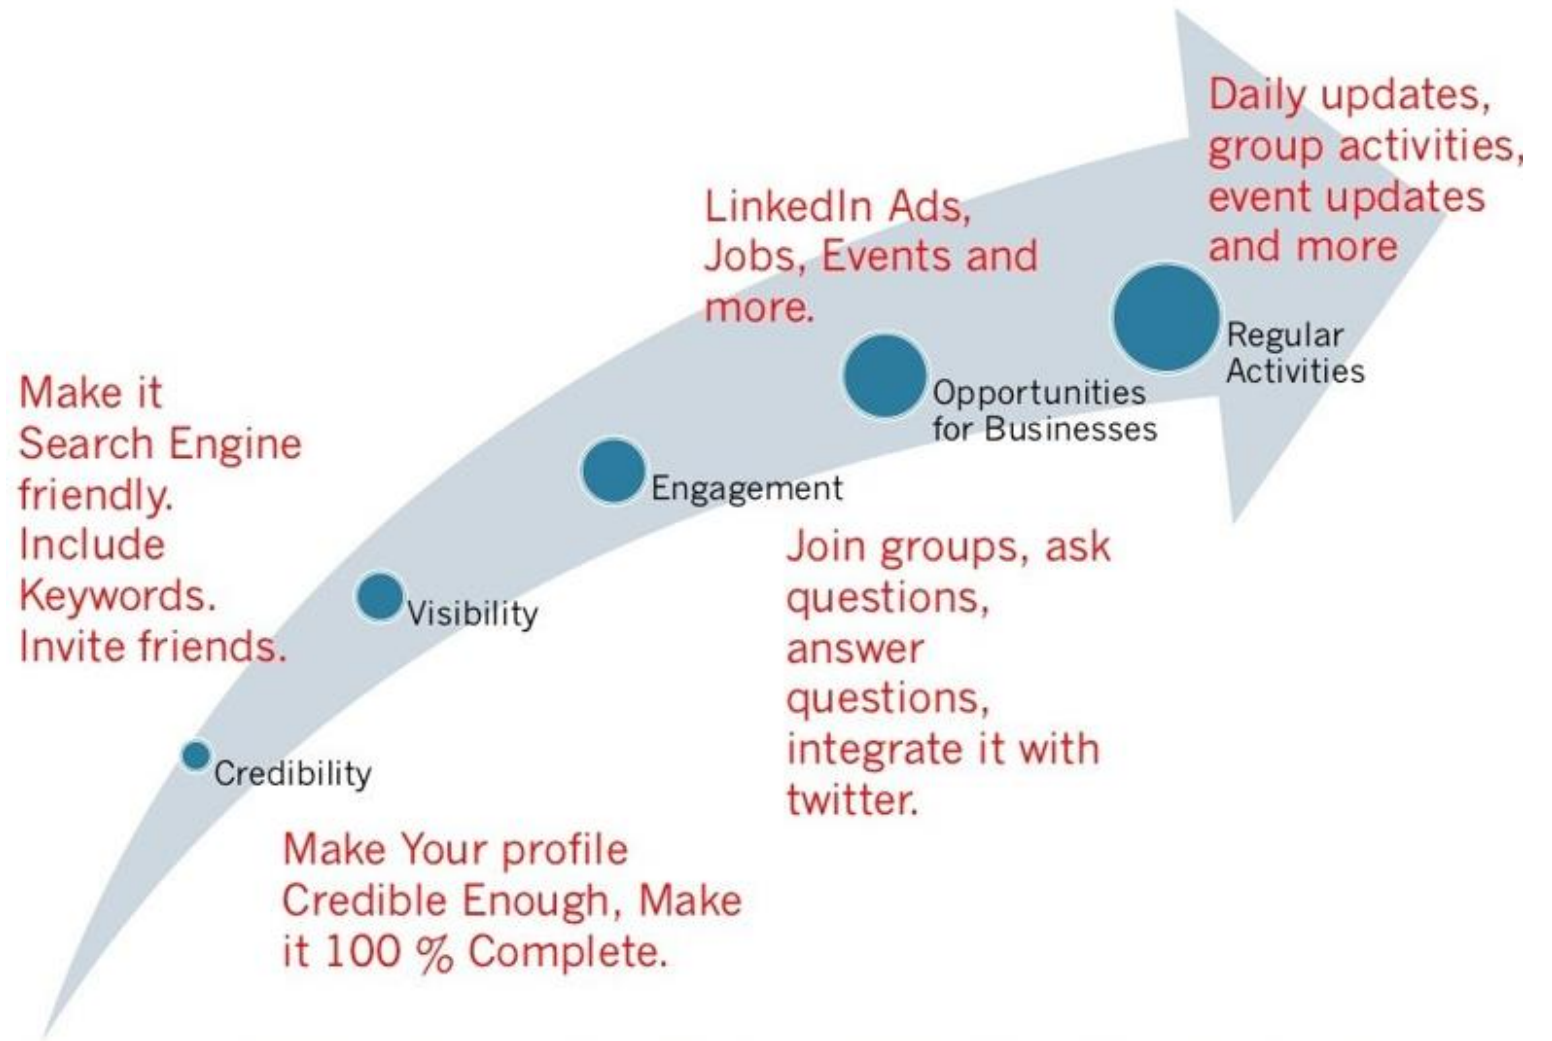 Daily updates,
group activities,
event updates
and more
LinkedIn Ads,
Jobs, Events and
more.
Regular
Activities
Opportunities
for Businesses
Make it
Search Engine
friendly.
Include
Keywords.
Invite friends.
Engagement
Join groups, ask
questions,
answer
questions,
integrate it with
twitter.
Visibility
Credibility
Make Your profile
Credible Enough, Make
it 100 % Complete.